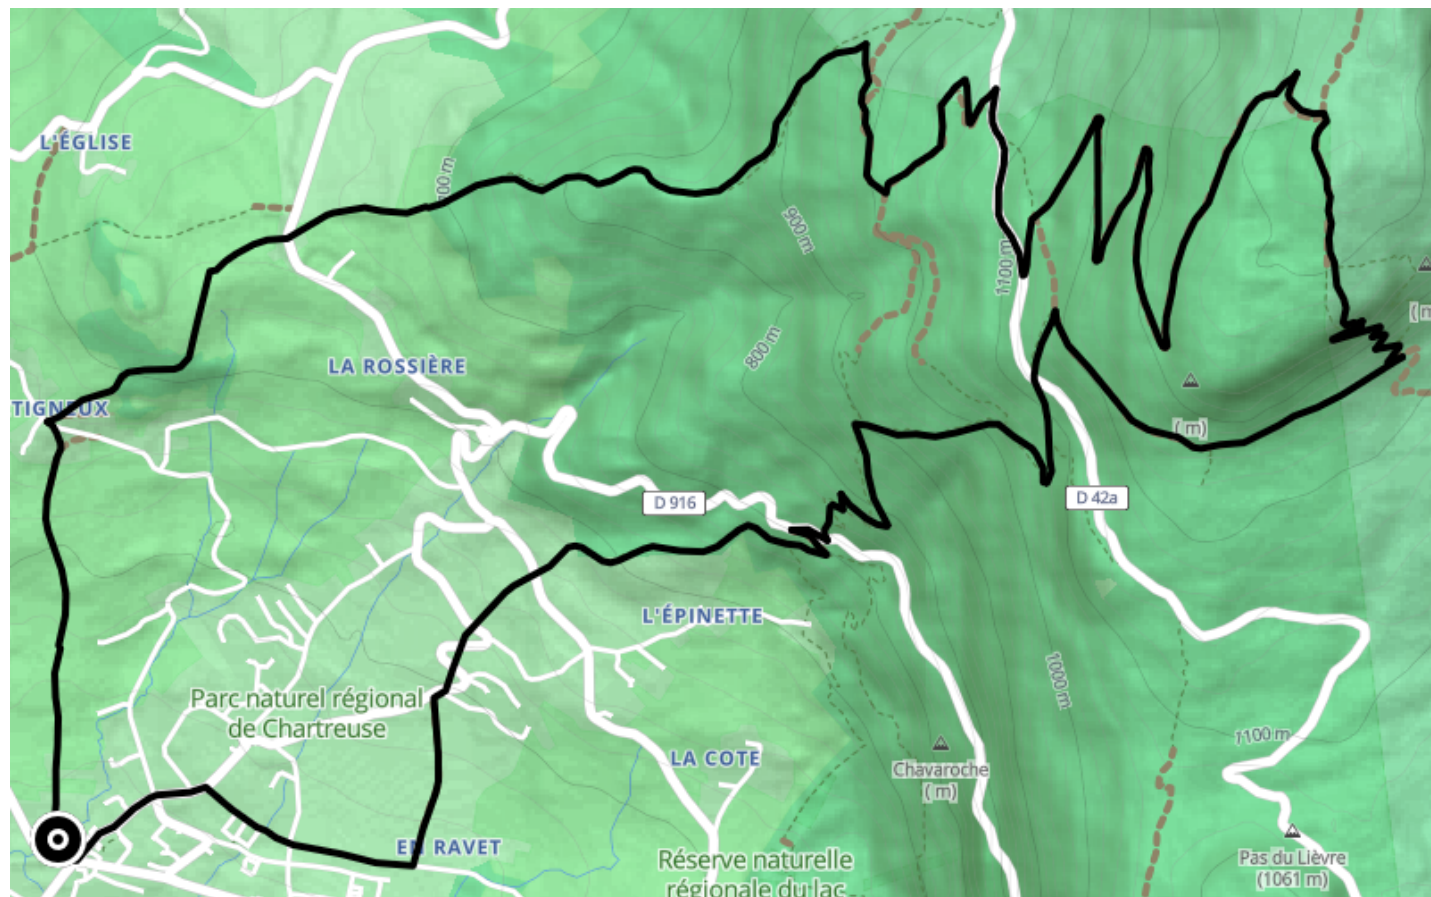 L'ÉGLISE
900 m
1100 m
800 m
( m)
LA ROSSIÈRE
TIGNEUX
D 916
D 42a
L'ÉPINETTE
1000 m
Parc naturel régional
de Chartreuse
1100 m
LA COTE
Chavaroche
( m)
EN RAVET
Réserve naturelle
régionale du lac
Pas du Lièvre
(1061 m)